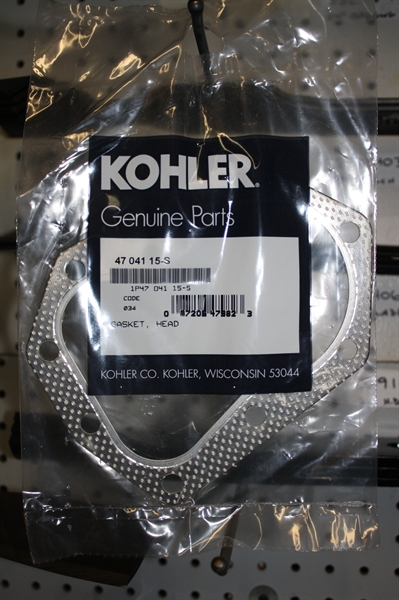 KOHLER®
Genuine Parts
47 041 15-S
1P47 041 15-S
CODE
034
GASKET, HEAD
KOHLER CO. KOHLER, WISCONSIN 53044